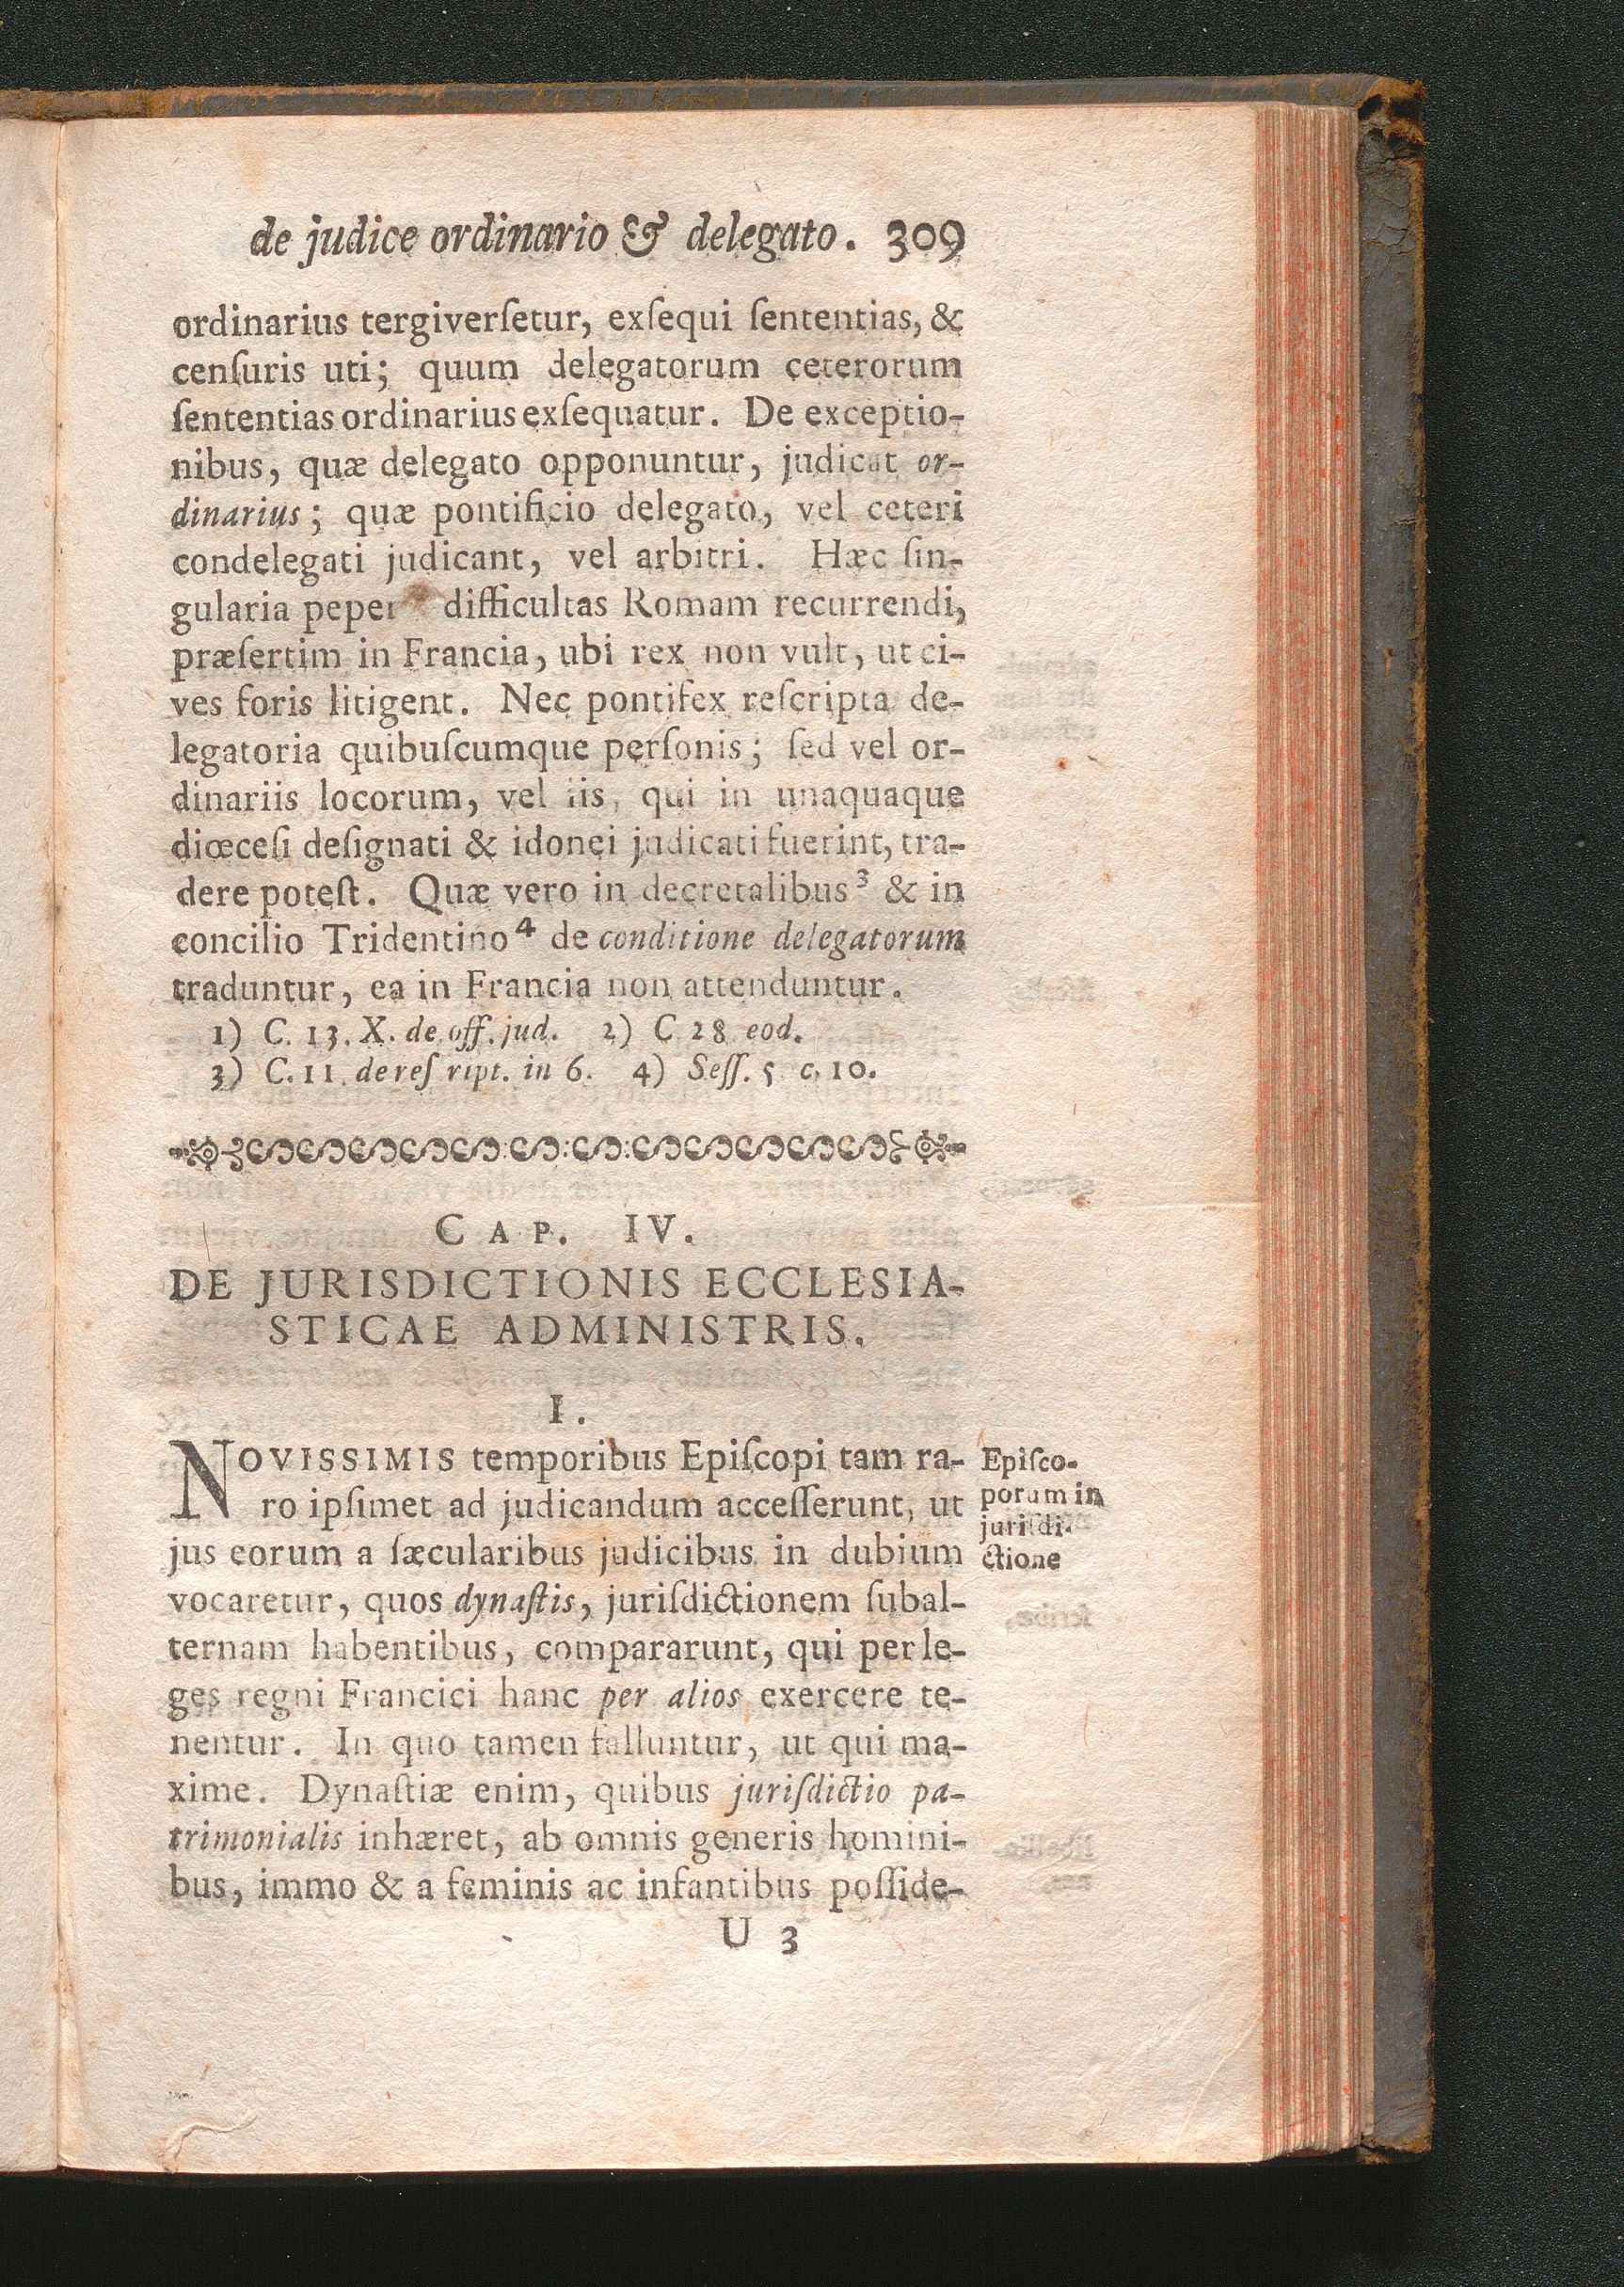 de judice ordinario & delegato. 309
ordinarius tergiverſetur, exſequi ſententias, &
cenſuris uti; quum delegatorum ceterorum
ſententias ordinarius exſequatur. De exceptio-
nibus, quæ delegato opponuntur, judicat or-
dinarius; quæ pontificio delegato, vel ceteri
condelegati judicant, vel arbitri. Hæc ſin-
gularia difficultas Romam recurrendi,
præſertim in Francia, ubi rex non vult, ut ci-
ves foris litigent. Nec pontifex reſcripta de-
legatoria quibuſcumque perſonis; ſed vel or-
dinariis locorum, vel iis, qui in unaquaque
diœceſi deſignati & idonei judicati fuerint, tra-
dere poteſt. Quæ vero in decretalibus³ & in
concilio Tridentino⁴ de conditione delegatorum
traduntur, ea in Francia non attenduntur.
1) C. 13. X. de off. jud. 2) C 28 eod.
3) C. 11. de reſ ript. in 6. 4) Seſſ. 5 c. 10.
CAP. IV.
DE JURISDICTIONIS ECCLESIA-
STICAE ADMINISTRIS.
I.
NOVISSIMIS temporibus Epiſcopi tam ra-
ro ipſimet ad judicandum acceſſerunt, ut
jus eorum a ſæcularibus judicibus in dubium
vocaretur, quos dynaſtis, jurisdictionem ſubal-
ternam habentibus, compararunt, qui per le-
ges regni Francici hanc per alios exercere te-
nentur. In quo tamen falluntur, ut qui ma-
xime. Dynaſtiæ enim, quibus juriſdictio pa-
trimonialis inhæret, ab omnis generis homini-
bus, immo & a feminis ac infantibus poſſide-
U 3
Epiſco-
porum in
juriſdi-
ctione